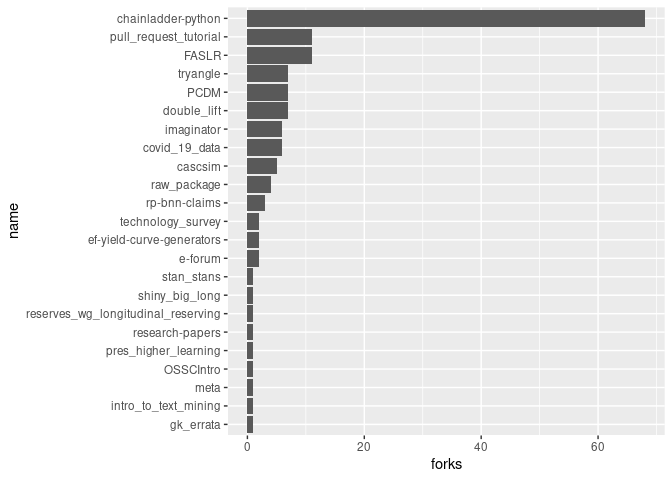 chainladder-python
pull_request_tutorial
FASLR
tryangle
PCDM
double_lift
imaginator
covid_19_data
cascsim
raw_package
rp-bnn-claims
technology_survey
ef-yield-curve-generators
e-forum
stan_stans
shiny_big_long
reserves_wg_longitudinal_reserving
research-papers
pres_higher_learning
OSSCIntro
meta
intro_to_text_mining
gk_errata
name
0 20 40 60
forks